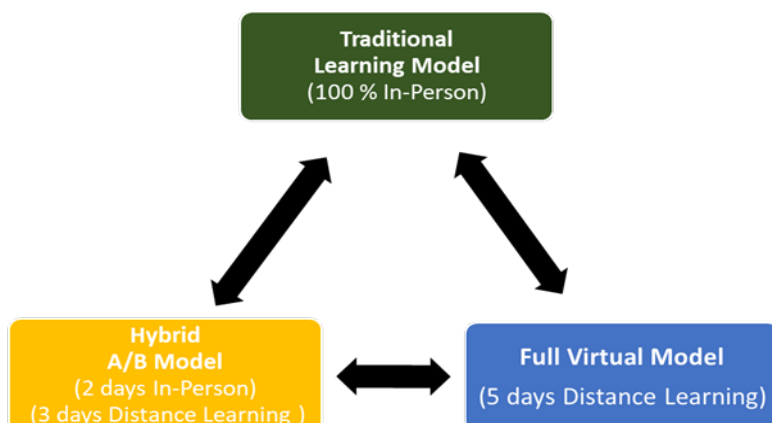 Traditional
Learning Model
(100 % In-Person)
Hybrid
A/B Model
(2 days In-Person)
(3 days Distance Learning )
Full Virtual Model
(5 days Distance Learning)